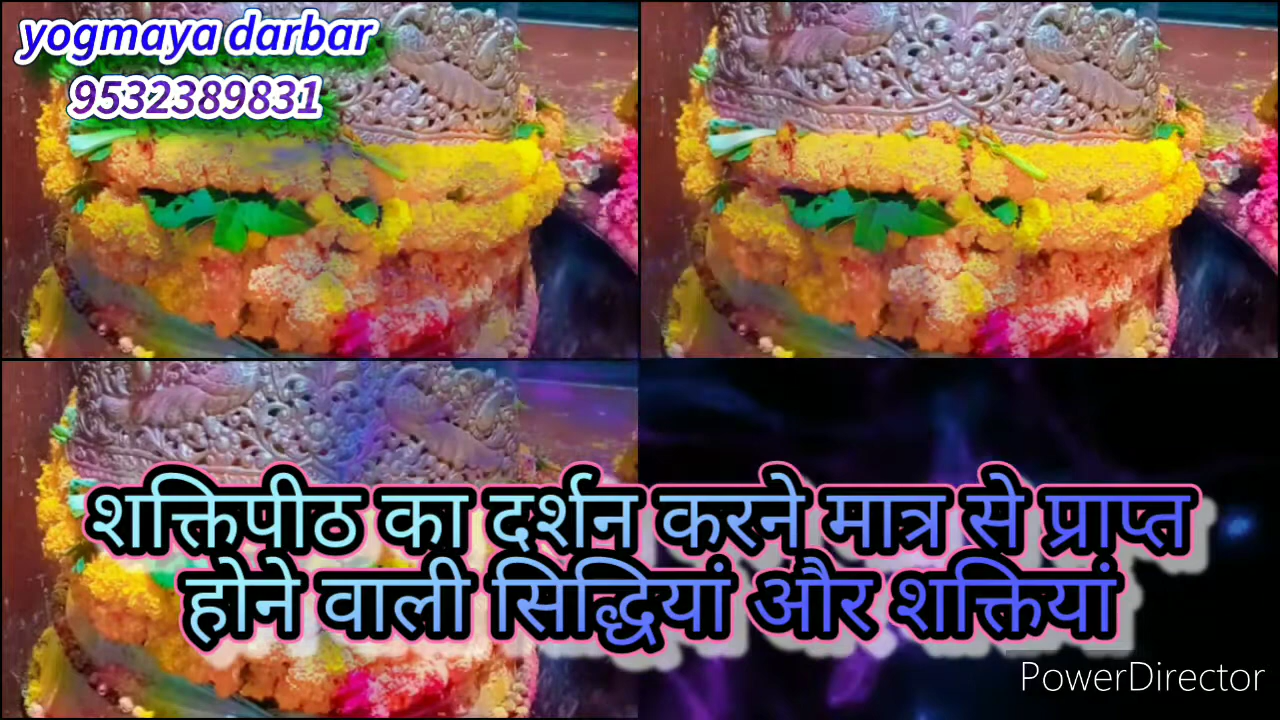 yogmaya darbar
9532389831
शक्तिपीठ का दर्शन करने मात्र से प्राप्त
होने वाली सिद्धियां और शक्तियां
PowerDirector